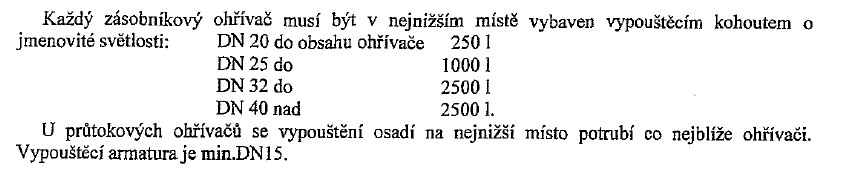 Každý zásobníkový ohřívač musí být v nejnižším místě vybaven vypouštěcím kohoutem o
jmenovité světlosti: DN 20 do obsahu ohřívače 250 l
DN 25 do 1000 l
DN 32 do 2500 l
DN 40 nad 2500 l.
U průtokových ohřívačů se vypouštění osadí na nejnižší místo potrubí co nejblíže ohřívači.
Vypouštěcí armatura je min.DN15.